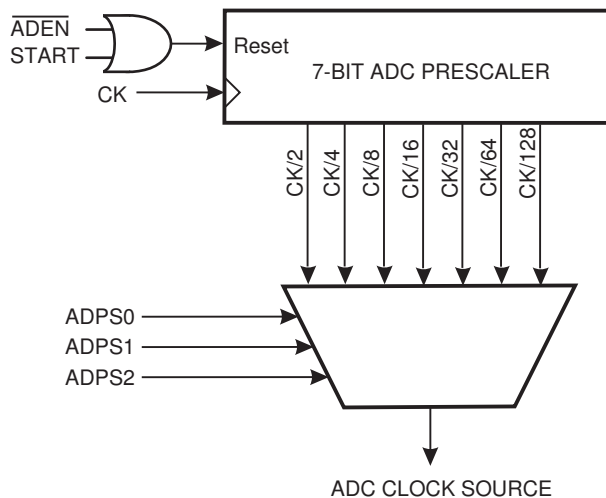 ADEN
START
Reset
7-BIT ADC PRESCALER
CK
CK/2
CK/4
CK/8
CK/16
CK/32
CK/64
CK/128
ADPS0
ADPS1
ADPS2
ADC CLOCK SOURCE